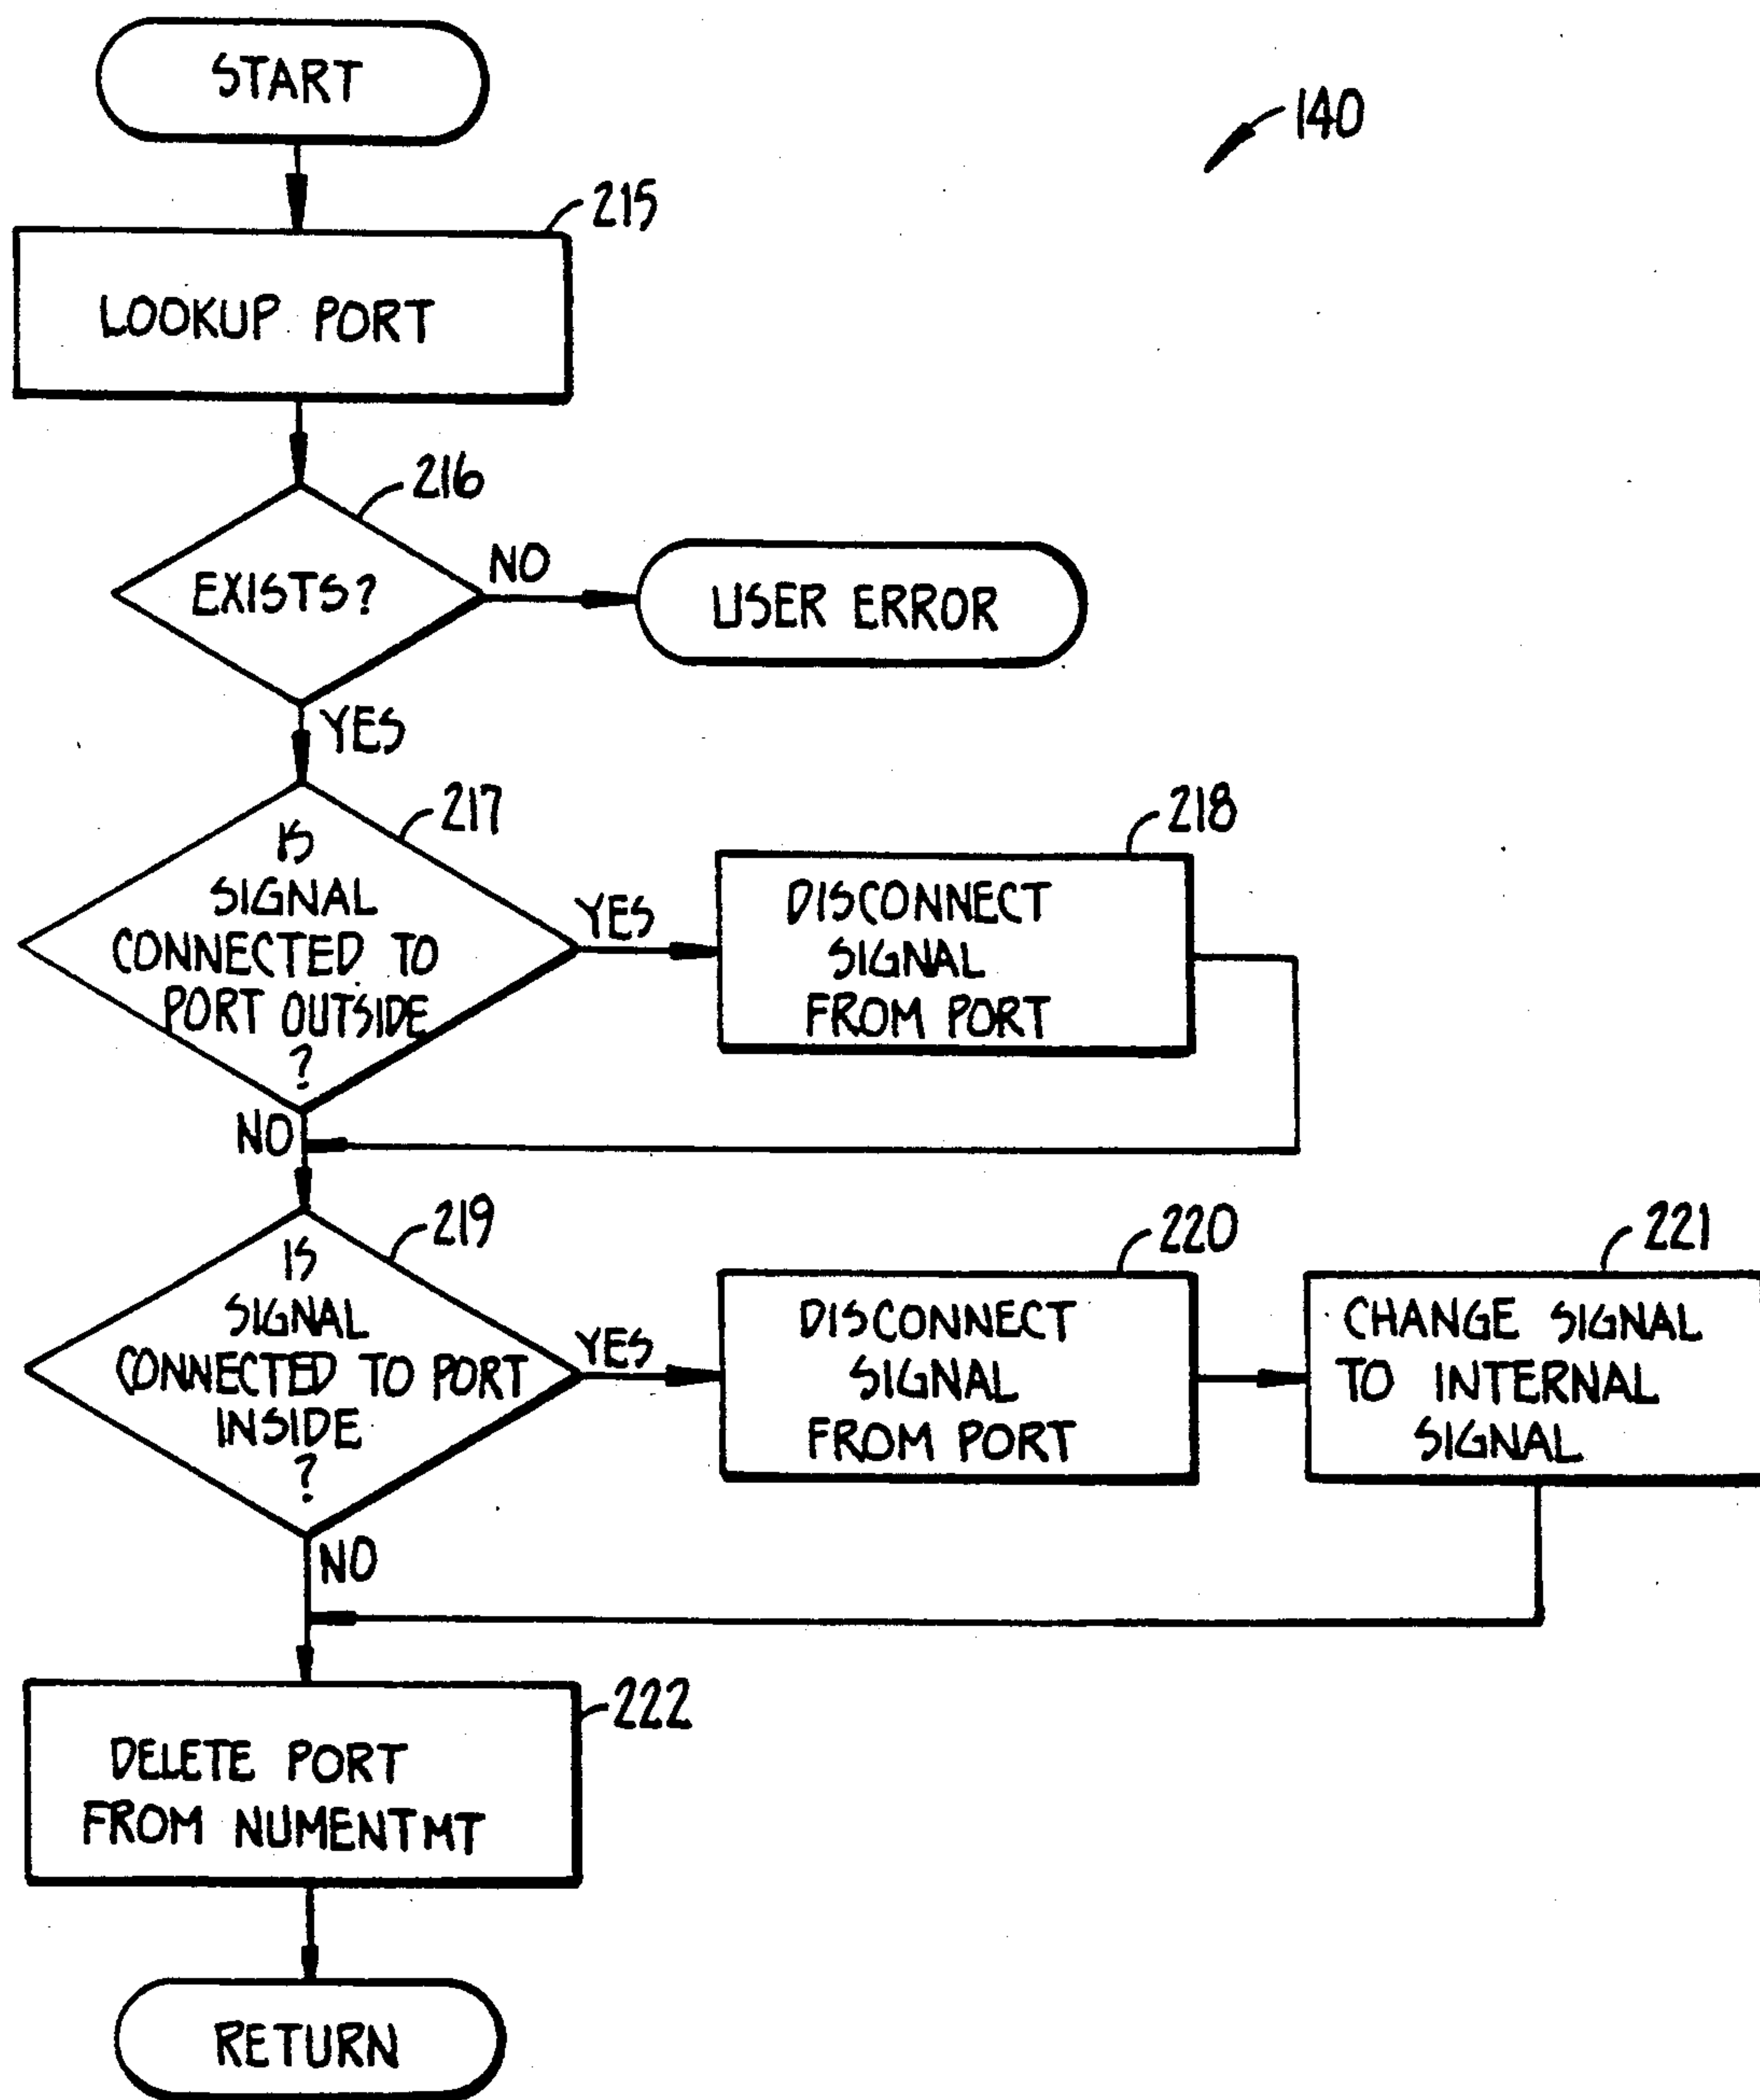 START
140
215
LOOKUP PORT
216
EXISTS?
NO
USER ERROR
YES
217
IS
SIGNAL
CONNECTED TO
PORT OUTSIDE
?
YES
218
DISCONNECT
SIGNAL
FROM PORT
NO
219
IS
SIGNAL
CONNECTED TO PORT
INSIDE
?
YES
220
DISCONNECT
SIGNAL
FROM PORT
221
CHANGE SIGNAL
TO INTERNAL
SIGNAL
NO
222
DELETE PORT
FROM NUMENTMT
RETURN